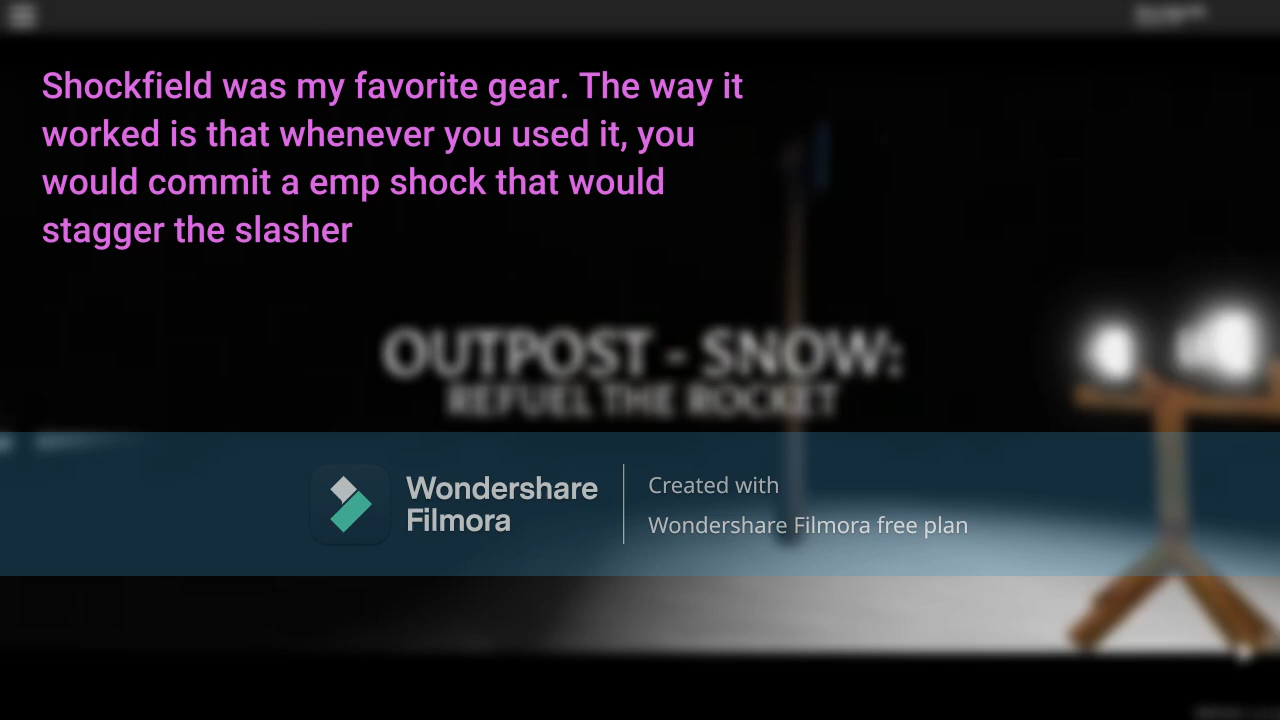 Shockfield was my favorite gear. The way it
worked is that whenever you used it, you
would commit a emp shock that would
stagger the slasher
OUTPOST - SNOW:
REFUEL THE ROCKET
Wondershare
Filmora
Created with
Wondershare Filmora free plan